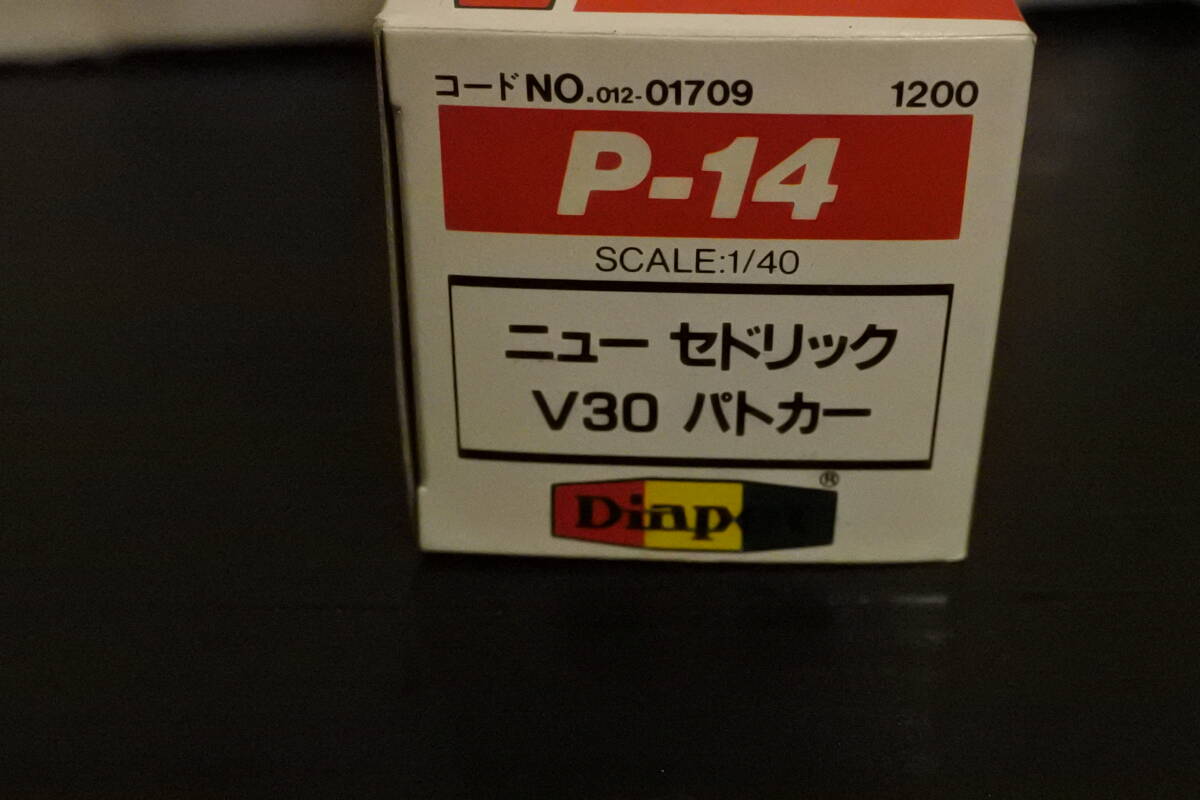 コードNO.012-01709 1200
P-14
SCALE:1/40
ニュー セドリック
V30 パトカー
Diapet®